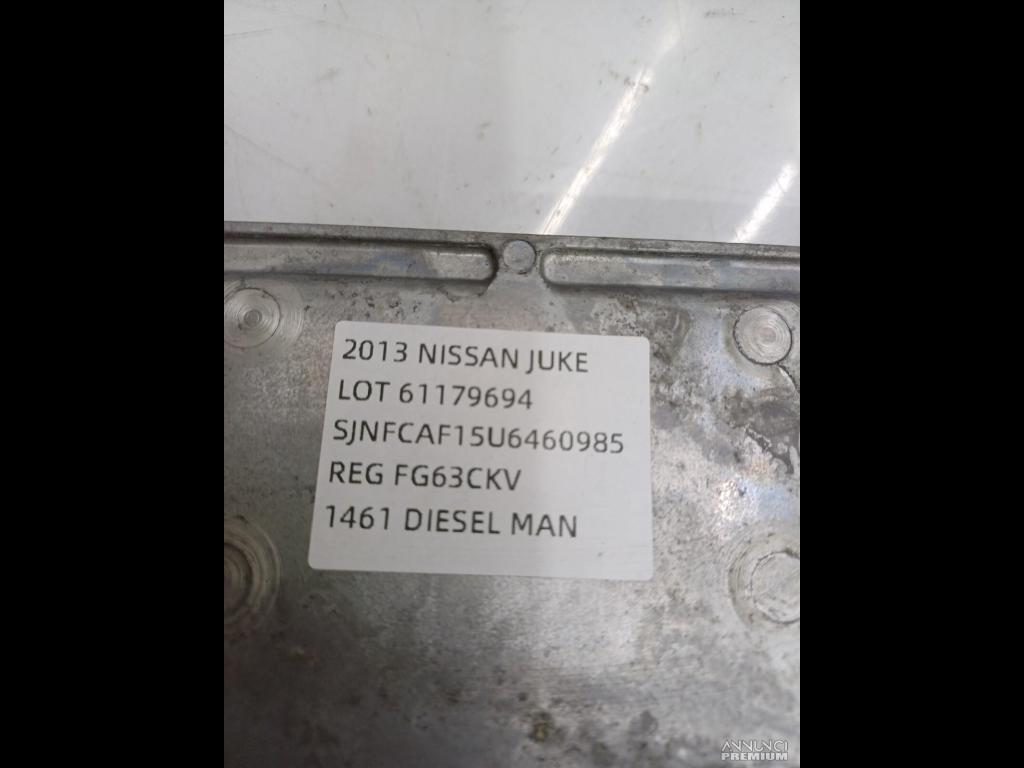 2013 NISSAN JUKE
LOT 61179694
SJNFCAF15U6460985
REG FG63CKV
1461 DIESEL MAN
ANNUNCI
PREMIUM